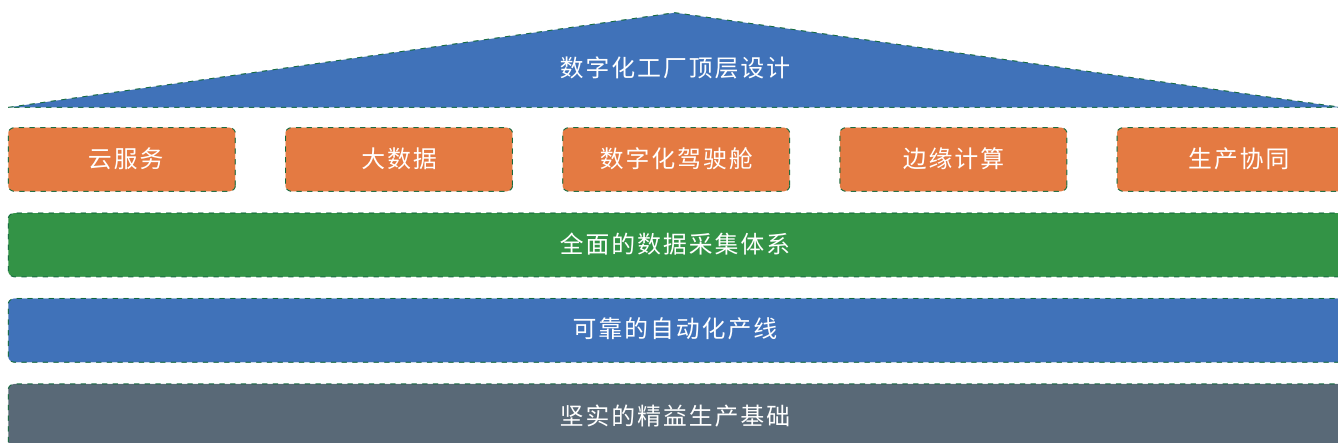 数字化工厂顶层设计
云服务
大数据
数字化驾驶舱
边缘计算
生产协同
全面的数据采集体系
可靠的自动化产线
坚实的精益生产基础